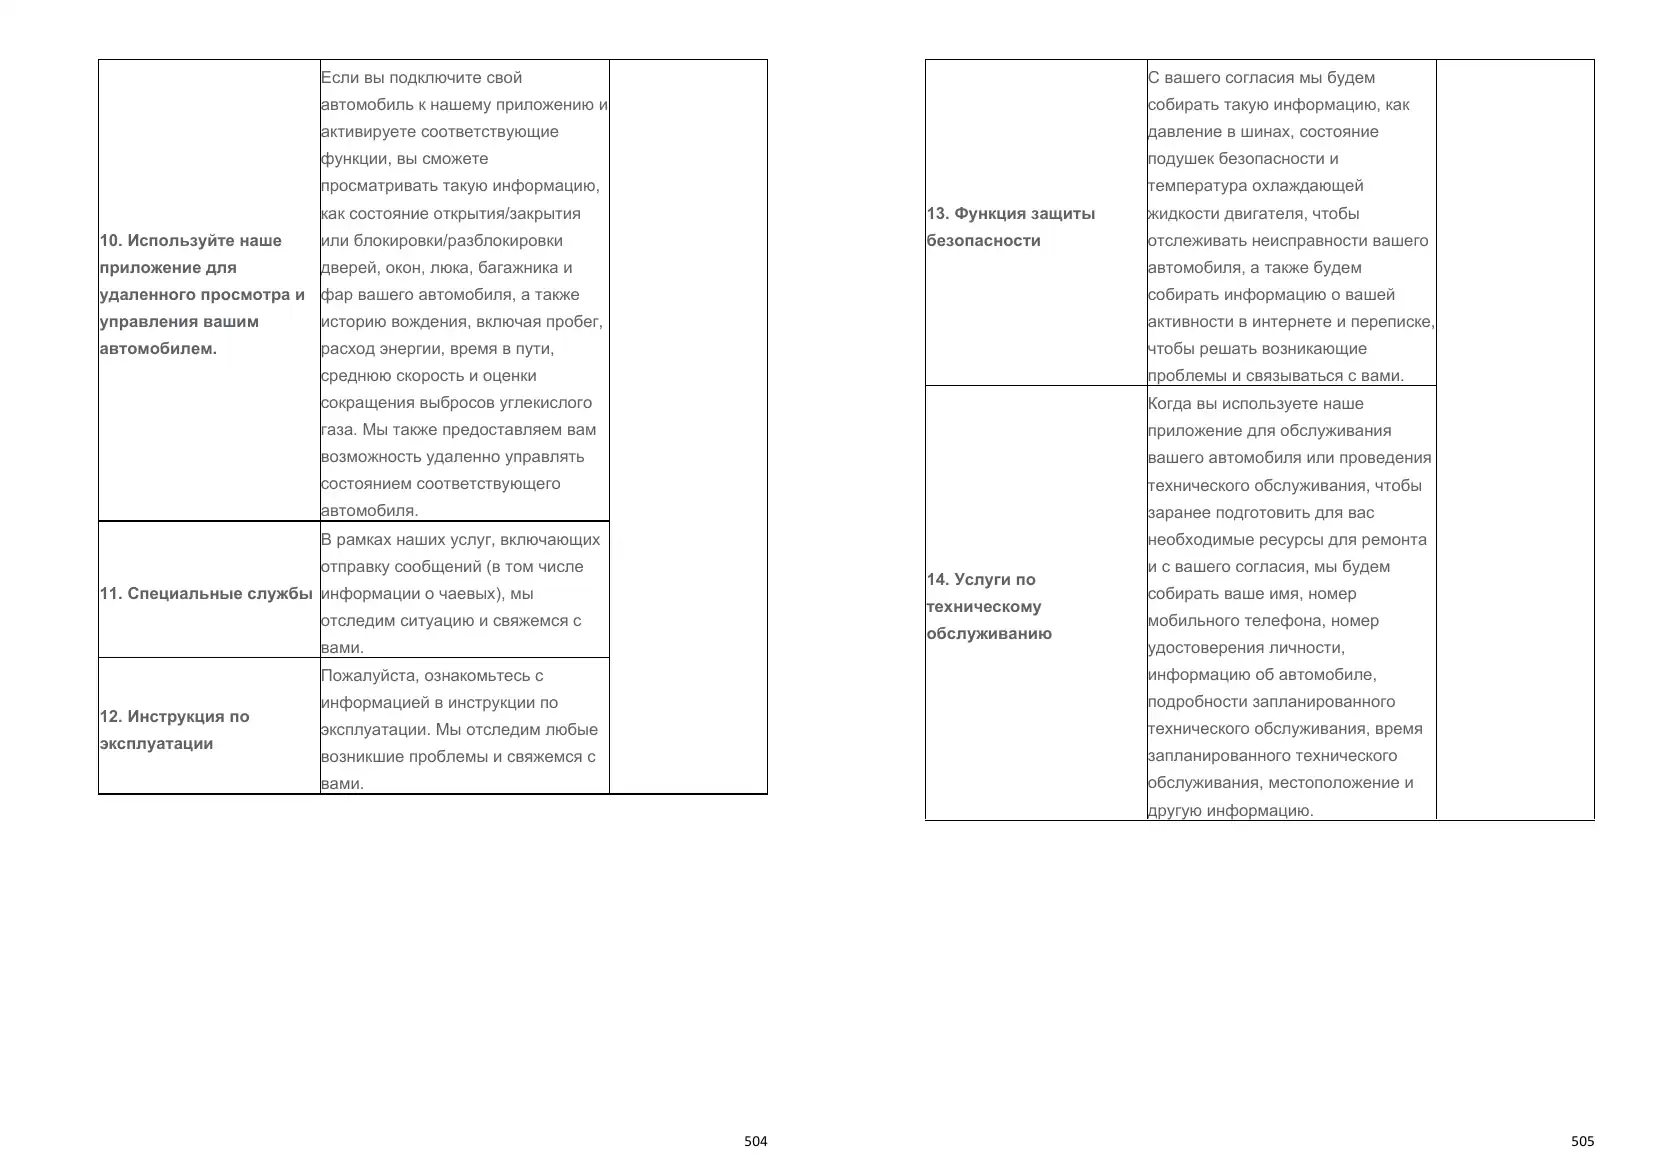 10. Используйте наше
приложение для
удаленного просмотра и
управления вашим
автомобилем.
Если вы подключите свой
автомобиль к нашему приложению и
активируете соответствующие
функции, вы сможете
просматривать такую информацию,
как состояние открытия/закрытия
или блокировки/разблокировки
дверей, окон, люка, багажника и
фар вашего автомобиля, а также
историю вождения, включая пробег,
расход энергии, время в пути,
среднюю скорость и оценки
сокращения выбросов углекислого
газа. Мы также предоставляем вам
возможность удаленно управлять
состоянием соответствующего
автомобиля.
11. Специальные службы
В рамках наших услуг, включающих
отправку сообщений (в том числе
информации о чаевых), мы
отследим ситуацию и свяжемся с
вами.
12. Инструкция по
эксплуатации
Пожалуйста, ознакомьтесь с
информацией в инструкции по
эксплуатации. Мы отследим любые
возникшие проблемы и свяжемся с
вами.
504
13. Функция защиты
безопасности
С вашего согласия мы будем
собирать такую информацию, как
давление в шинах, состояние
подушек безопасности и
температура охлаждающей
жидкости двигателя, чтобы
отслеживать неисправности вашего
автомобиля, а также будем
собирать информацию о вашей
активности в интернете и переписке,
чтобы решать возникающие
проблемы и связываться с вами.
14. Услуги по
техническому
обслуживанию
Когда вы используете наше
приложение для обслуживания
вашего автомобиля или проведения
технического обслуживания, чтобы
заранее подготовить для вас
необходимые ресурсы для ремонта
и с вашего согласия, мы будем
собирать ваше имя, номер
мобильного телефона, номер
удостоверения личности,
информацию об автомобиле,
подробности запланированного
технического обслуживания, время
запланированного технического
обслуживания, местоположение и
другую информацию.
505